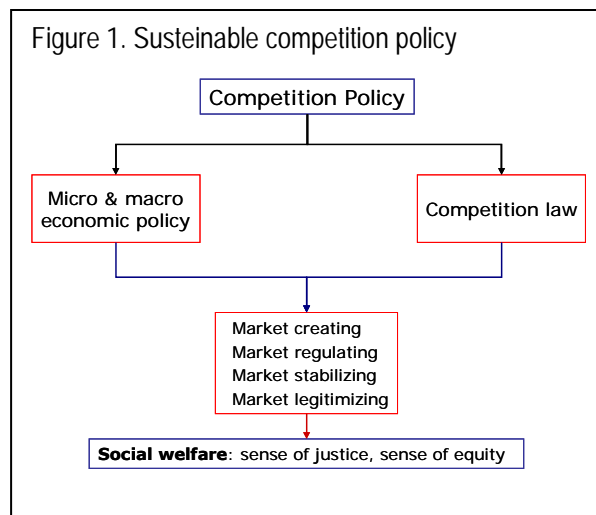 Figure 1. Susteinable competition policy
Competition Policy
Micro & macro
economic policy
Competition law
Market creating
Market regulating
Market stabilizing
Market legitimizing
Social welfare: sense of justice, sense of equity